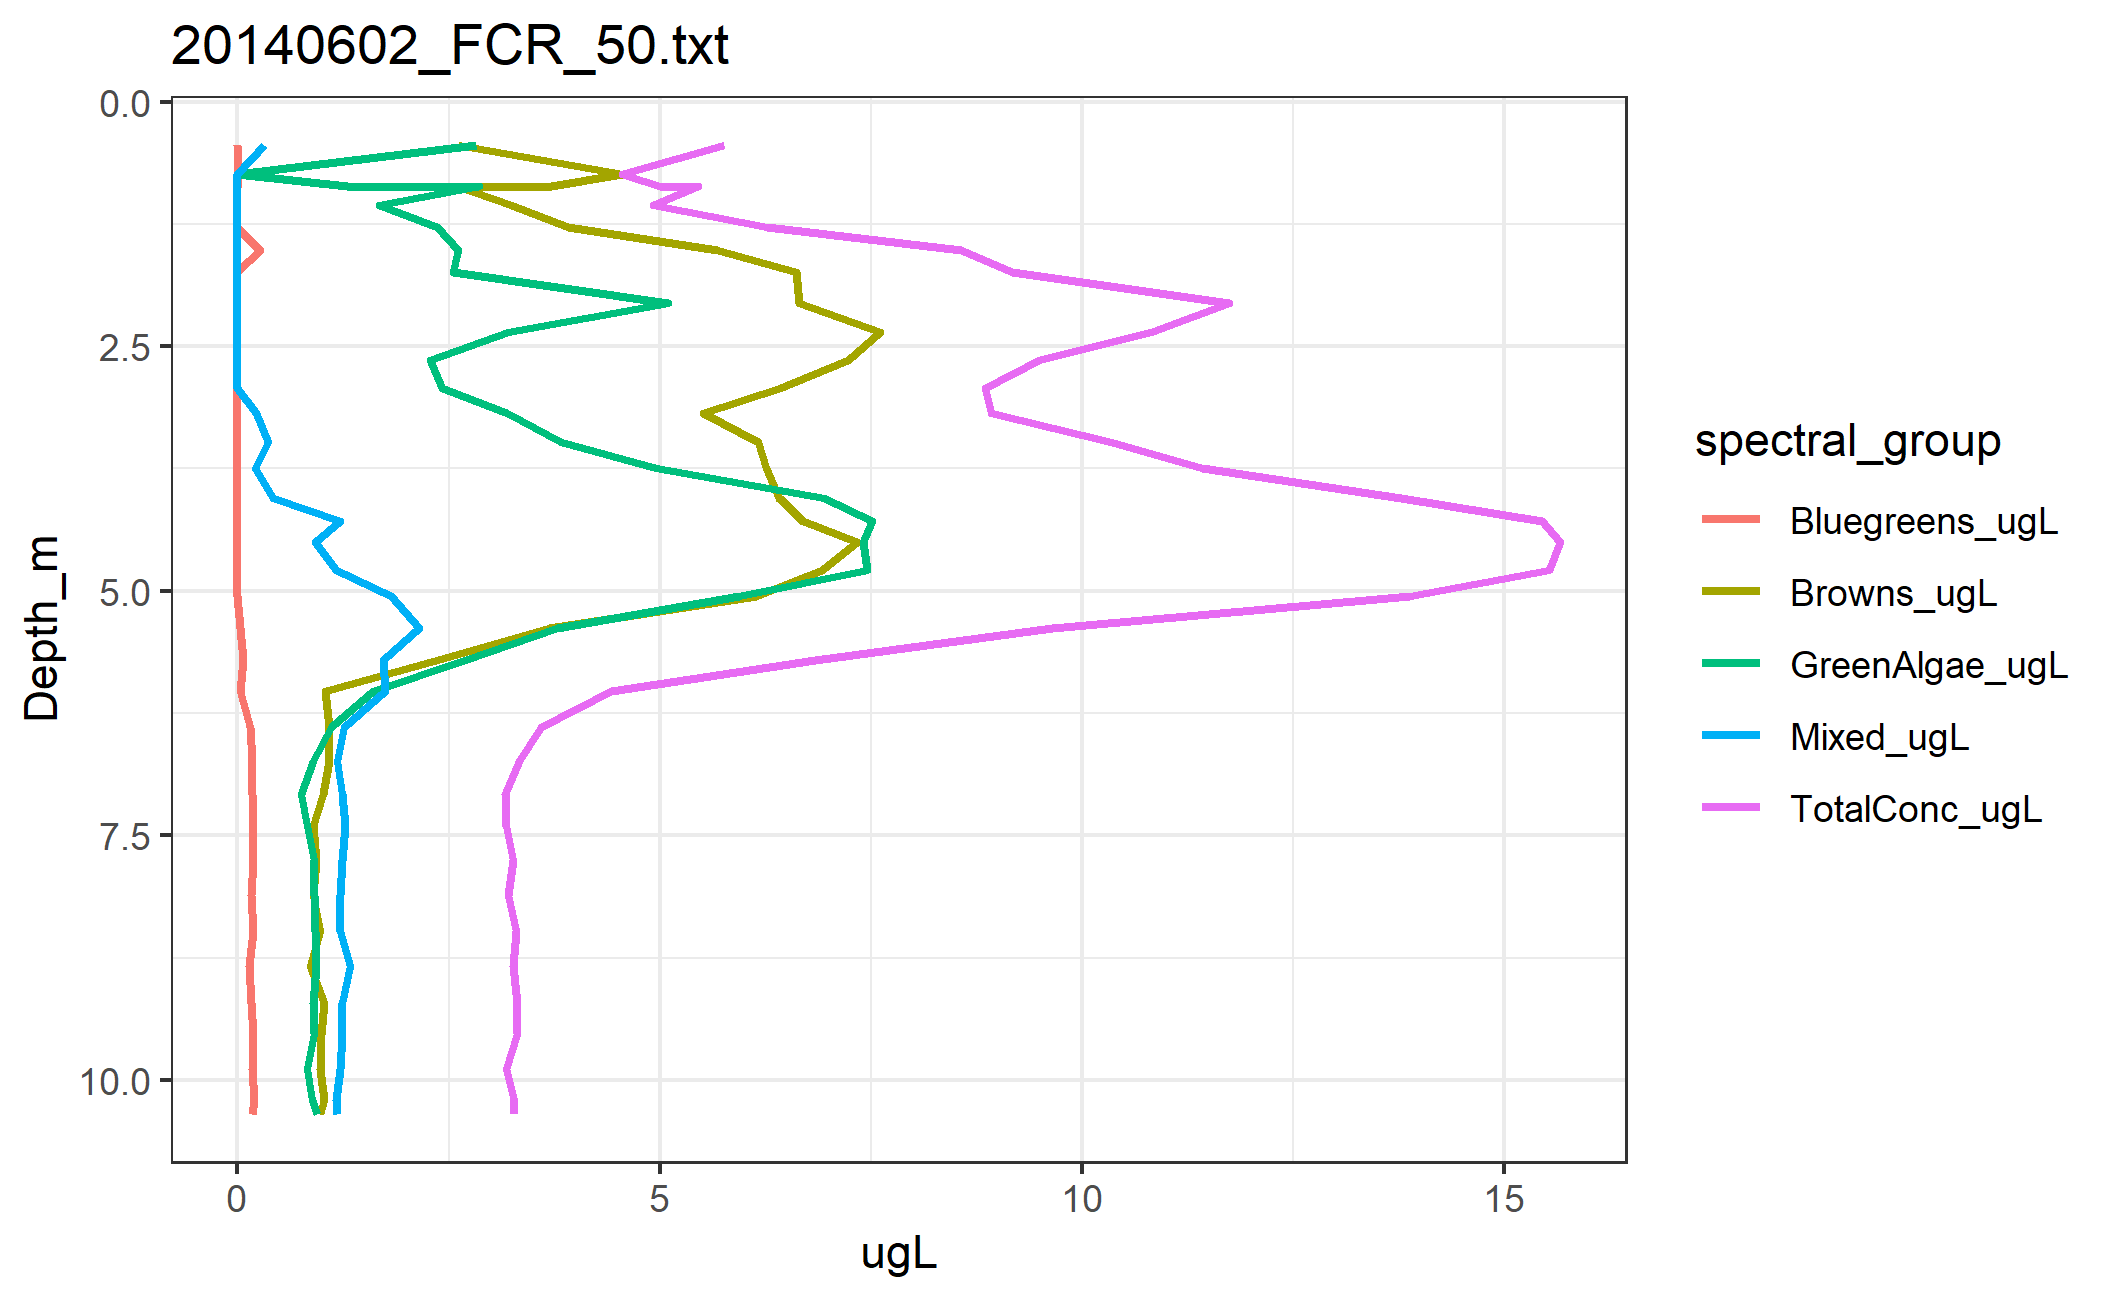 20140602_FCR_50.txt
0.0
2.5
5.0
7.5
10.0
Depth_m
0
5
10
15
ugL
spectral_group
Bluegreens_ugL
Browns_ugL
GreenAlgae_ugL
Mixed_ugL
TotalConc_ugL